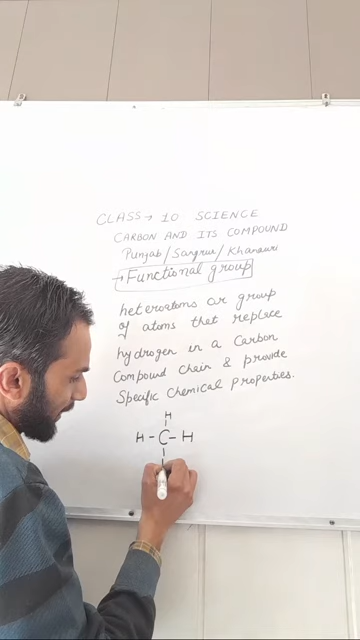 CLASS → 10 SCIENCE
CARBON AND ITS COMPOUND
Punjab/Sangrur/Khanauri
→ Functional group
heteroatoms or group
of atoms that replace
hydrogen in a Carbon
Compound chain & provide
Specific Chemical properties.
H
H - C - H